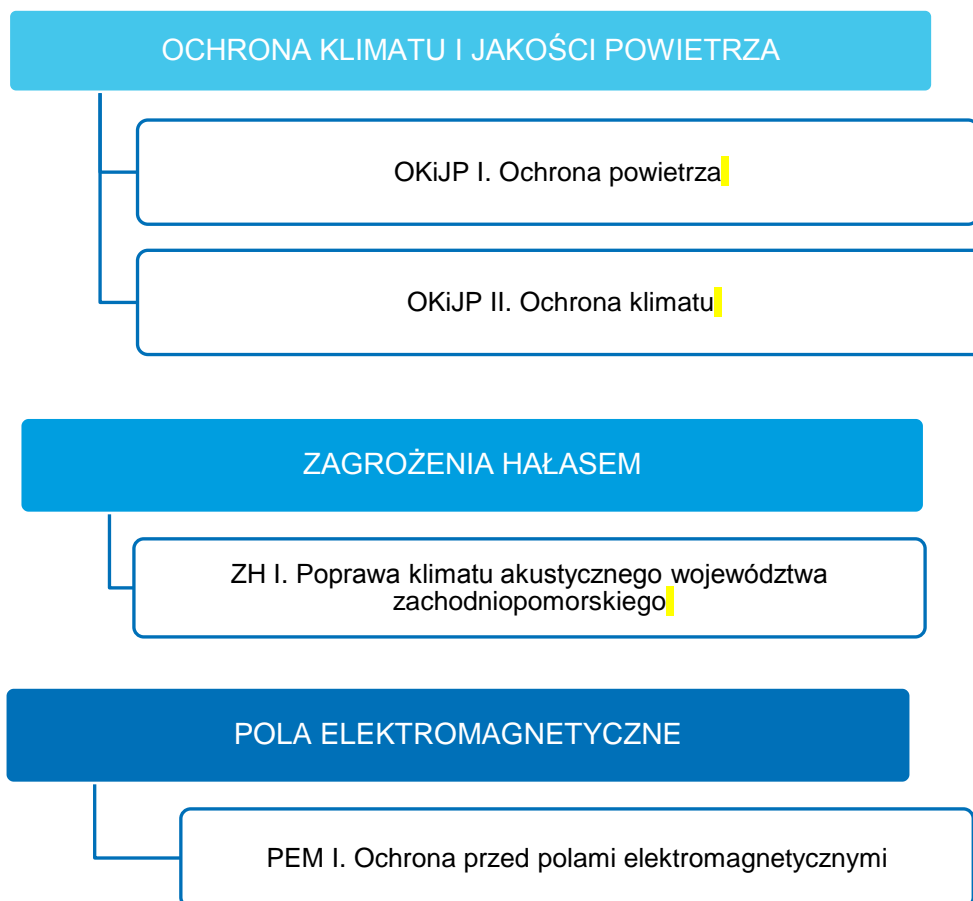 OCHRONA KLIMATU I JAKOŚCI POWIETRZA
OKiJP I. Ochrona powietrza
OKiJP II. Ochrona klimatu
ZAGROŻENIA HAŁASEM
ZH I. Poprawa klimatu akustycznego województwa
zachodniopomorskiego
POLA ELEKTROMAGNETYCZNE
PEM I. Ochrona przed polami elektromagnetycznymi